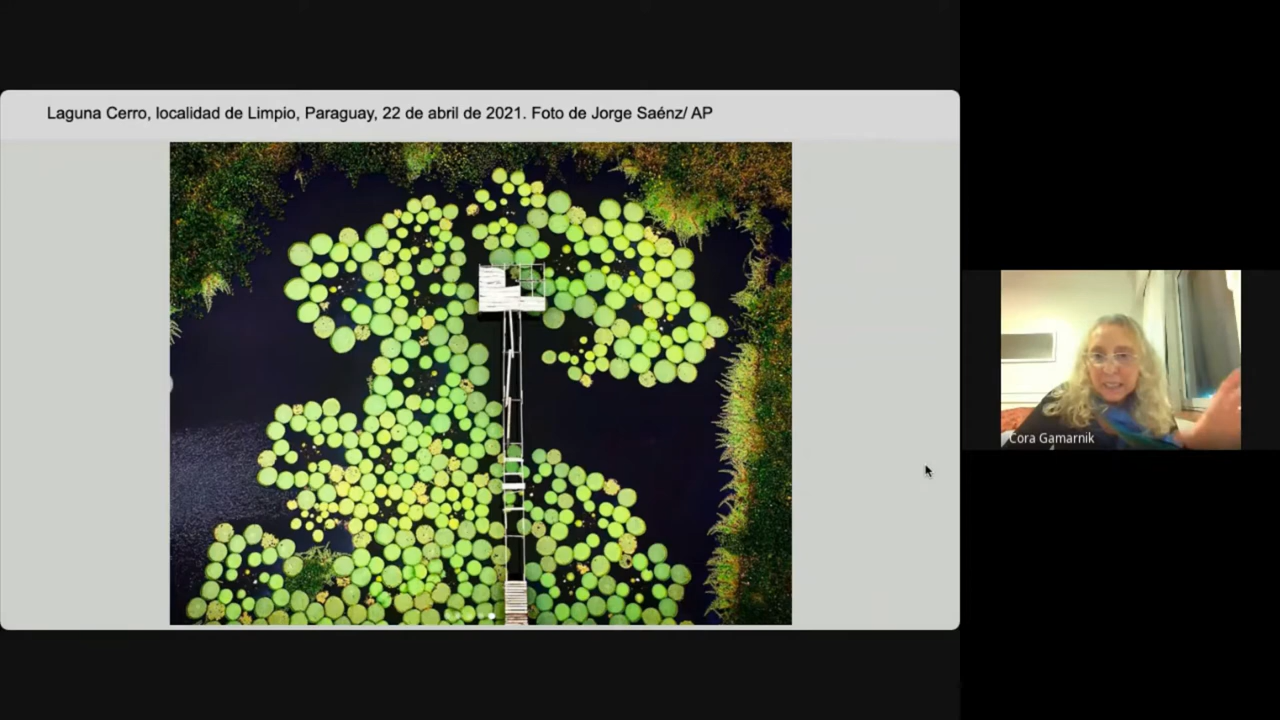 Laguna Cerro, localidad de Limpio, Paraguay, 22 de abril de 2021. Foto de Jorge Saénz/ AP
Cora Gamarnik